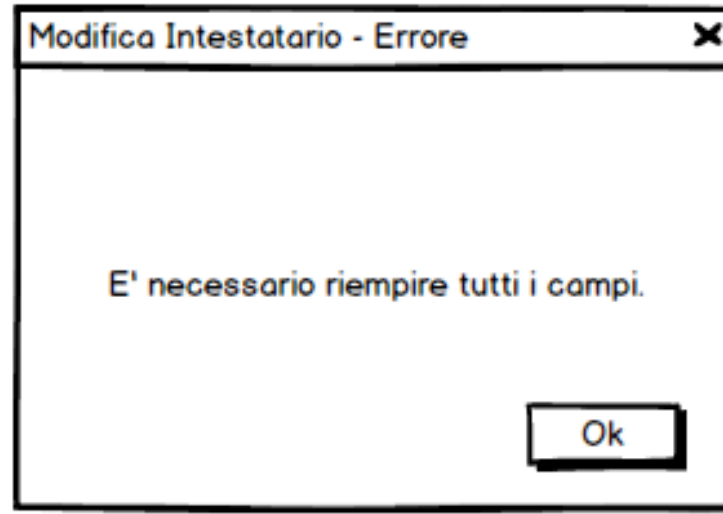 Modifica Intestatario - Errore
E' necessario riempire tutti i campi.
Ok